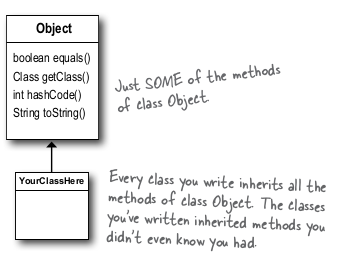 Object
boolean equals()
Class getClass()
int hashCode()
String toString()
Just SOME of the methods
of class Object.
YourClassHere
Every class you write inherits all the
methods of class Object. The classes
you've written inherited methods you
didn't even know you had.